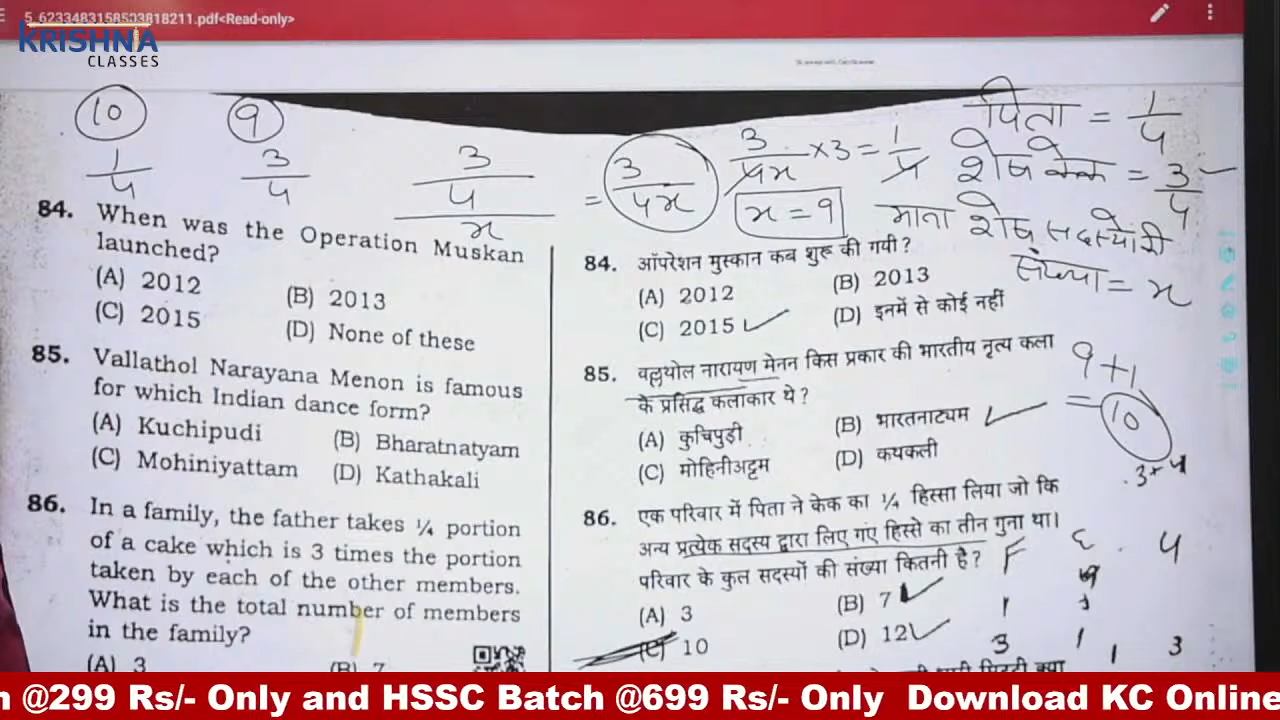 5_6233483158503818211.pdf<Read-only>
KRISHNA
CLASSES
10 9
1/4 3/4
3/4 / x = 3/4x
3/4x × 3 = 1/4
x = 9
पिता = 1/4
शेष केक = 3/4
माना शेष सदस्यो की
संख्या = x
9+1
= 10
84. When was the Operation Muskan
launched?
(A) 2012 (B) 2013
(C) 2015 (D) None of these
85. Vallathol Narayana Menon is famous
for which Indian dance form?
(A) Kuchipudi (B) Bharatnatyam
(C) Mohiniyattam (D) Kathakali
86. In a family, the father takes ¼ portion
of a cake which is 3 times the portion
taken by each of the other members.
What is the total number of members
in the family?
(A) 3 (B) 7
84. ऑपरेशन मुस्कान कब शुरू की गयी?
(A) 2012 (B) 2013
(C) 2015 (D) इनमें से कोई नहीं
85. वल्लथोल नारायण मेनन किस प्रकार की भारतीय नृत्य कला
के प्रसिद्ध कलाकार थे?
(A) कुचिपुड़ी (B) भारतनाट्यम
(C) मोहिनीअट्टम (D) कथकली
86. एक परिवार में पिता ने केक का ¼ हिस्सा लिया जो कि
अन्य प्रत्येक सदस्य द्वारा लिए गए हिस्से का तीन गुना था।
परिवार के कुल सदस्यों की संख्या कितनी है?
(A) 3 (B) 7
(C) 10 (D) 12
F 4
3 1 1 3
@299 Rs/- Only and HSSC Batch @699 Rs/- Only Download KC Online